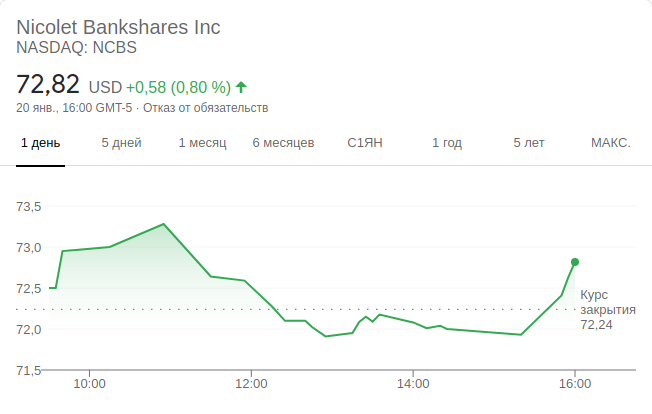 Nicolet Bankshares Inc
NASDAQ: NCBS
72,82 USD +0,58 (0,80 %)
20 янв., 16:00 GMT-5 · Отказ от обязательств
1 день 5 дней 1 месяц 6 месяцев С1ЯН 1 год 5 лет МАКС.
73,5
73,0
72,5
Курс
закрытия
72,24
72,0
71,5
10:00 12:00 14:00 16:00